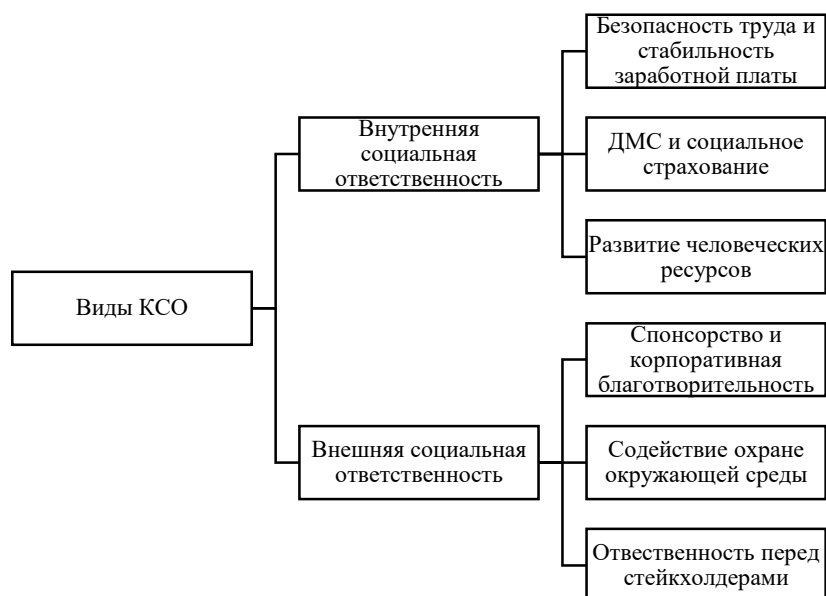 Виды КСО
Внутренняя
социальная
ответственность
Безопасность труда и
стабильность
заработной платы
ДМС и социальное
страхование
Развитие человеческих
ресурсов
Внешняя социальная
ответственность
Спонсорство и
корпоративная
благотворительность
Содействие охране
окружающей среды
Отвественность перед
стейкхолдерами